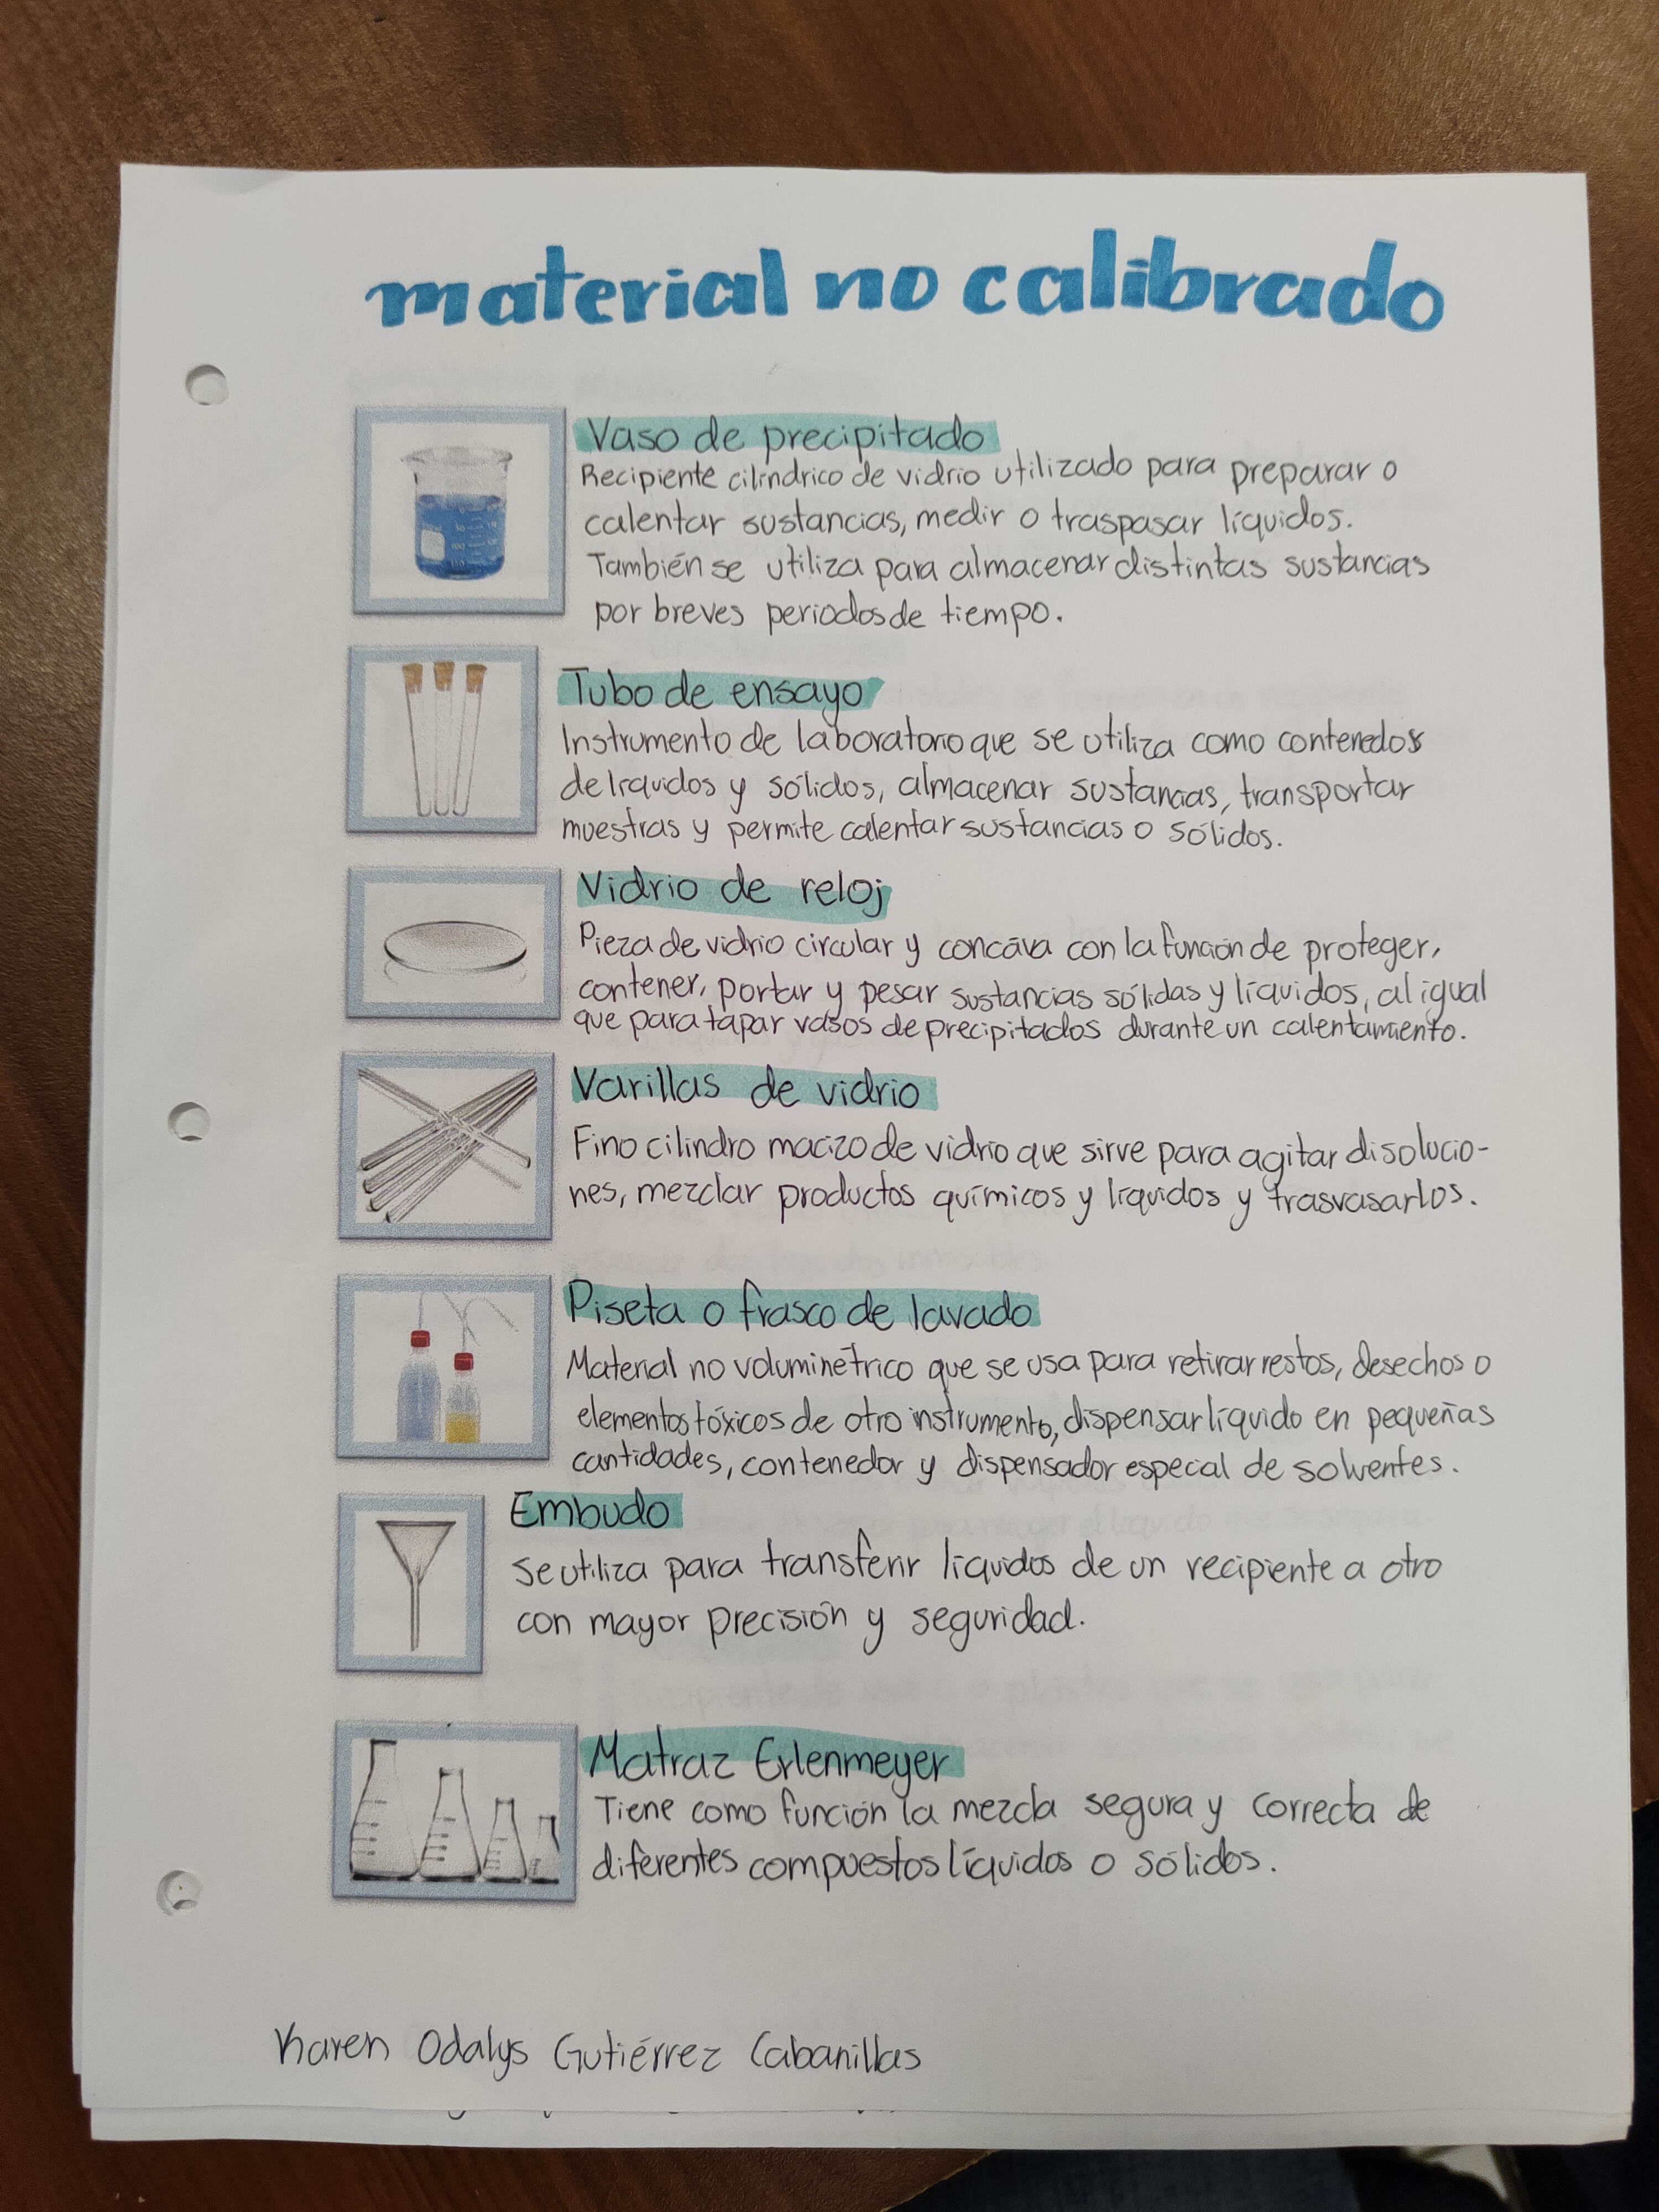 material no calibrado
Vaso de precipitado
Recipiente cilíndrico de vidrio utilizado para preparar o
calentar sustancias, medir o traspasar líquidos.
También se utiliza para almacenar distintas sustancias
por breves periodos de tiempo.
Tubo de ensayo
Instrumento de laboratorio que se utiliza como contenedos
de líquidos y sólidos, almacenar sustancias, transportar
muestras y permite calentar sustancias o sólidos.
Vidrio de reloj
Pieza de vidrio circular y concáva con la función de proteger,
contener, portar y pesar sustancias sólidas y líquidos, al igual
que para tapar vasos de precipitados durante un calentamiento.
Varillas de vidrio
Fino cilindro macizo de vidrio que sirve para agitar disolucio-
nes, mezclar productos químicos y líquidos y trasvasarlos.
Piseta o frasco de lavado
Material no voluminétrico que se usa para retirar restos, desechos o
elementos tóxicos de otro instrumento, dispensar líquido en pequeñas
cantidades, contenedor y dispensador especial de solventes.
Embudo
Se utiliza para transferir líquidos de un recipiente a otro
con mayor precisión y seguridad.
Matraz Erlenmeyer
Tiene como función la mezcla segura y correcta de
diferentes compuestos líquidos o sólidos.
Karen Odalys Gutiérrez Cabanillas